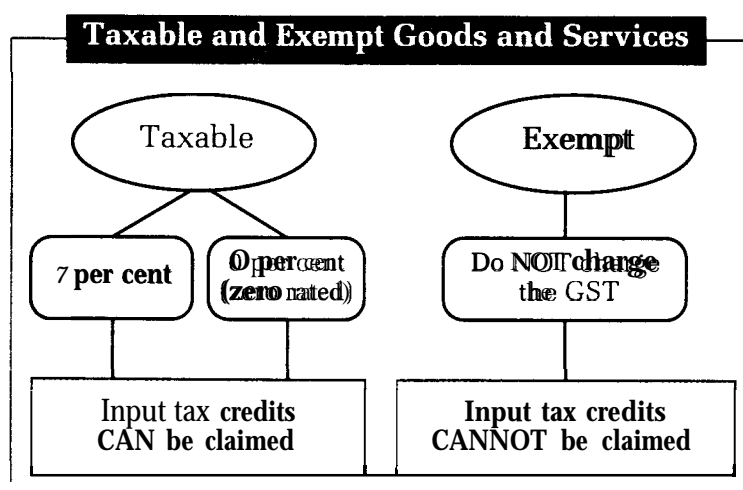 Taxable and Exempt Goods and Services
Taxable
Exempt
7 per cent
0 per cent
(zero rated)
Do NOT charge
the GST
Input tax credits
CAN be claimed
Input tax credits
CANNOT be claimed